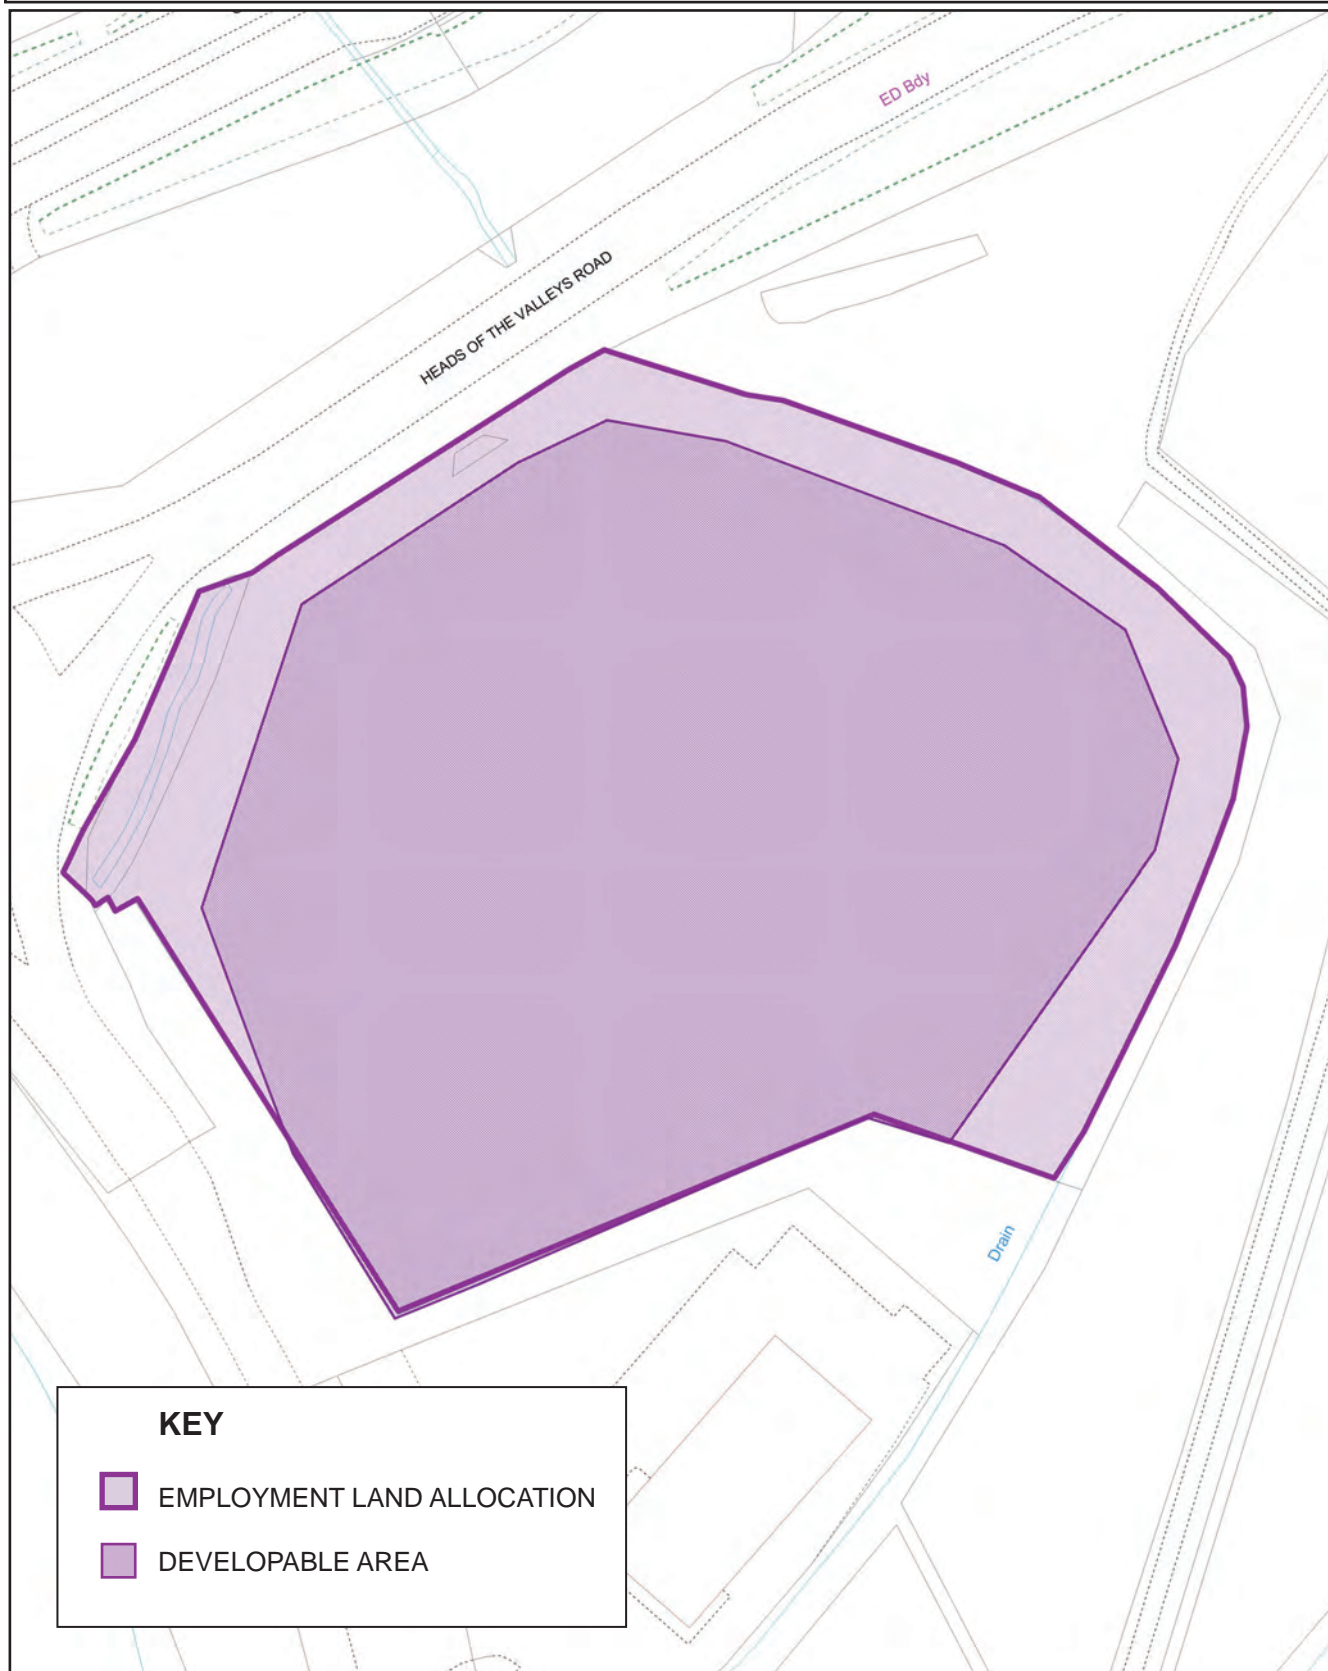 ED Bdy
HEADS OF THE VALLEYS ROAD
Drain
KEY
EMPLOYMENT LAND ALLOCATION
DEVELOPABLE AREA